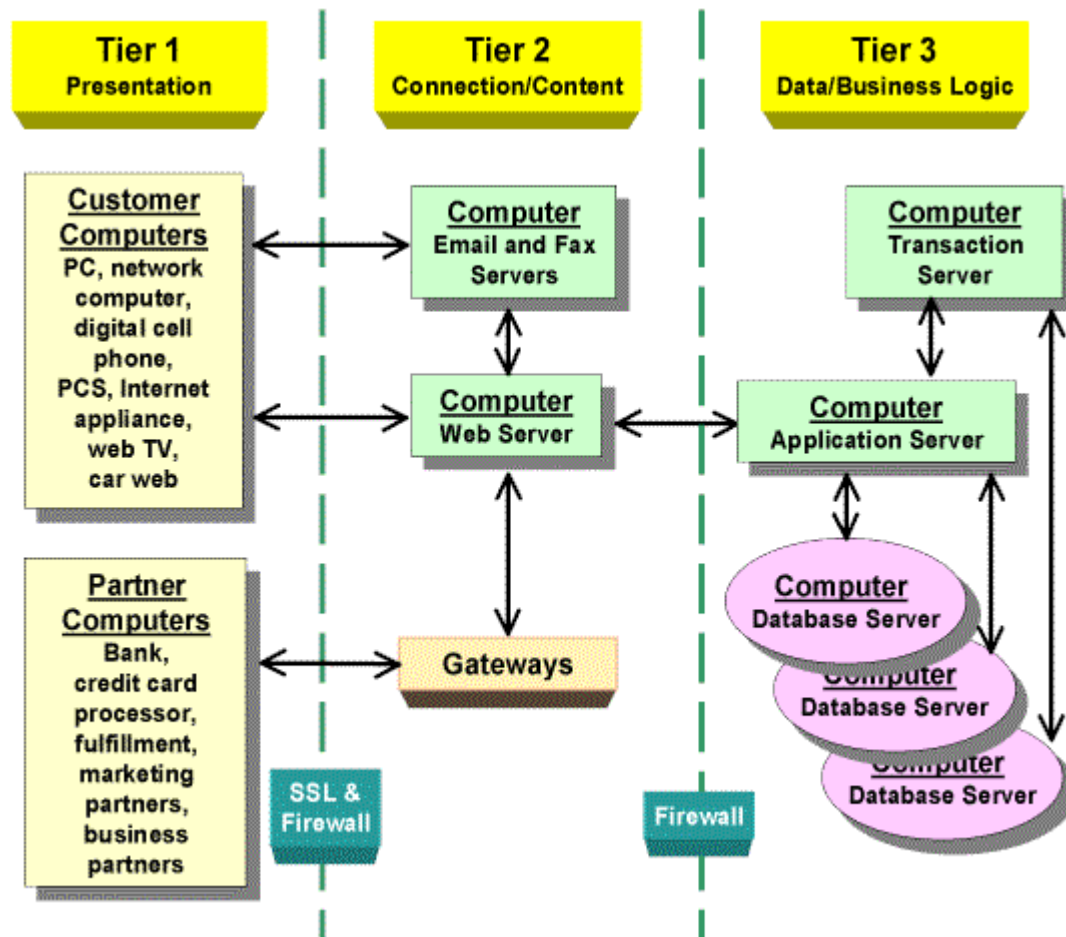 Tier 1
Presentation
Tier 2
Connection/Content
Tier 3
Data/Business Logic
Customer
Computers
PC, network
computer,
digital cell
phone,
PCS, Internet
appliance,
web TV,
car web
Computer
Email and Fax
Servers
Computer
Transaction
Server
Computer
Web Server
Computer
Application Server
Partner
Computers
Bank,
credit card
processor,
fulfillment,
marketing
partners,
business
partners
Gateways
Computer
Database Server
Computer
Database Server
Computer
Database Server
SSL &
Firewall
Firewall